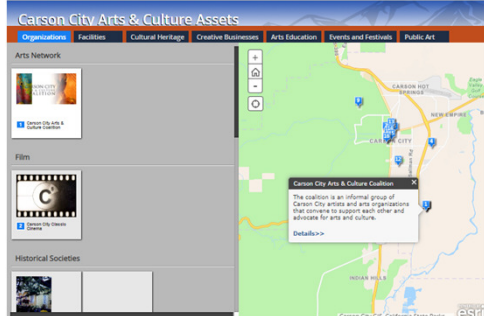 Carson City Arts & Culture Assets
Organizations Facilities Cultural Heritage Creative Businesses Arts Education Events and Festivals Public Art
Arts Network
1 Carson City Arts &
Culture Coalition
Film
2 Carson City Classic
Cinema
Historical Societies
+
-
CARSON HOT
SPRINGS
NEW EMPIRE
CARSON CITY
12
Carson City Arts & Culture Coalition X
The coalition is an informal group of
Carson City artists and arts organizations
that convene to support each other and
advocate for arts and culture.
Details>>
1
INDIAN HILLS
esri